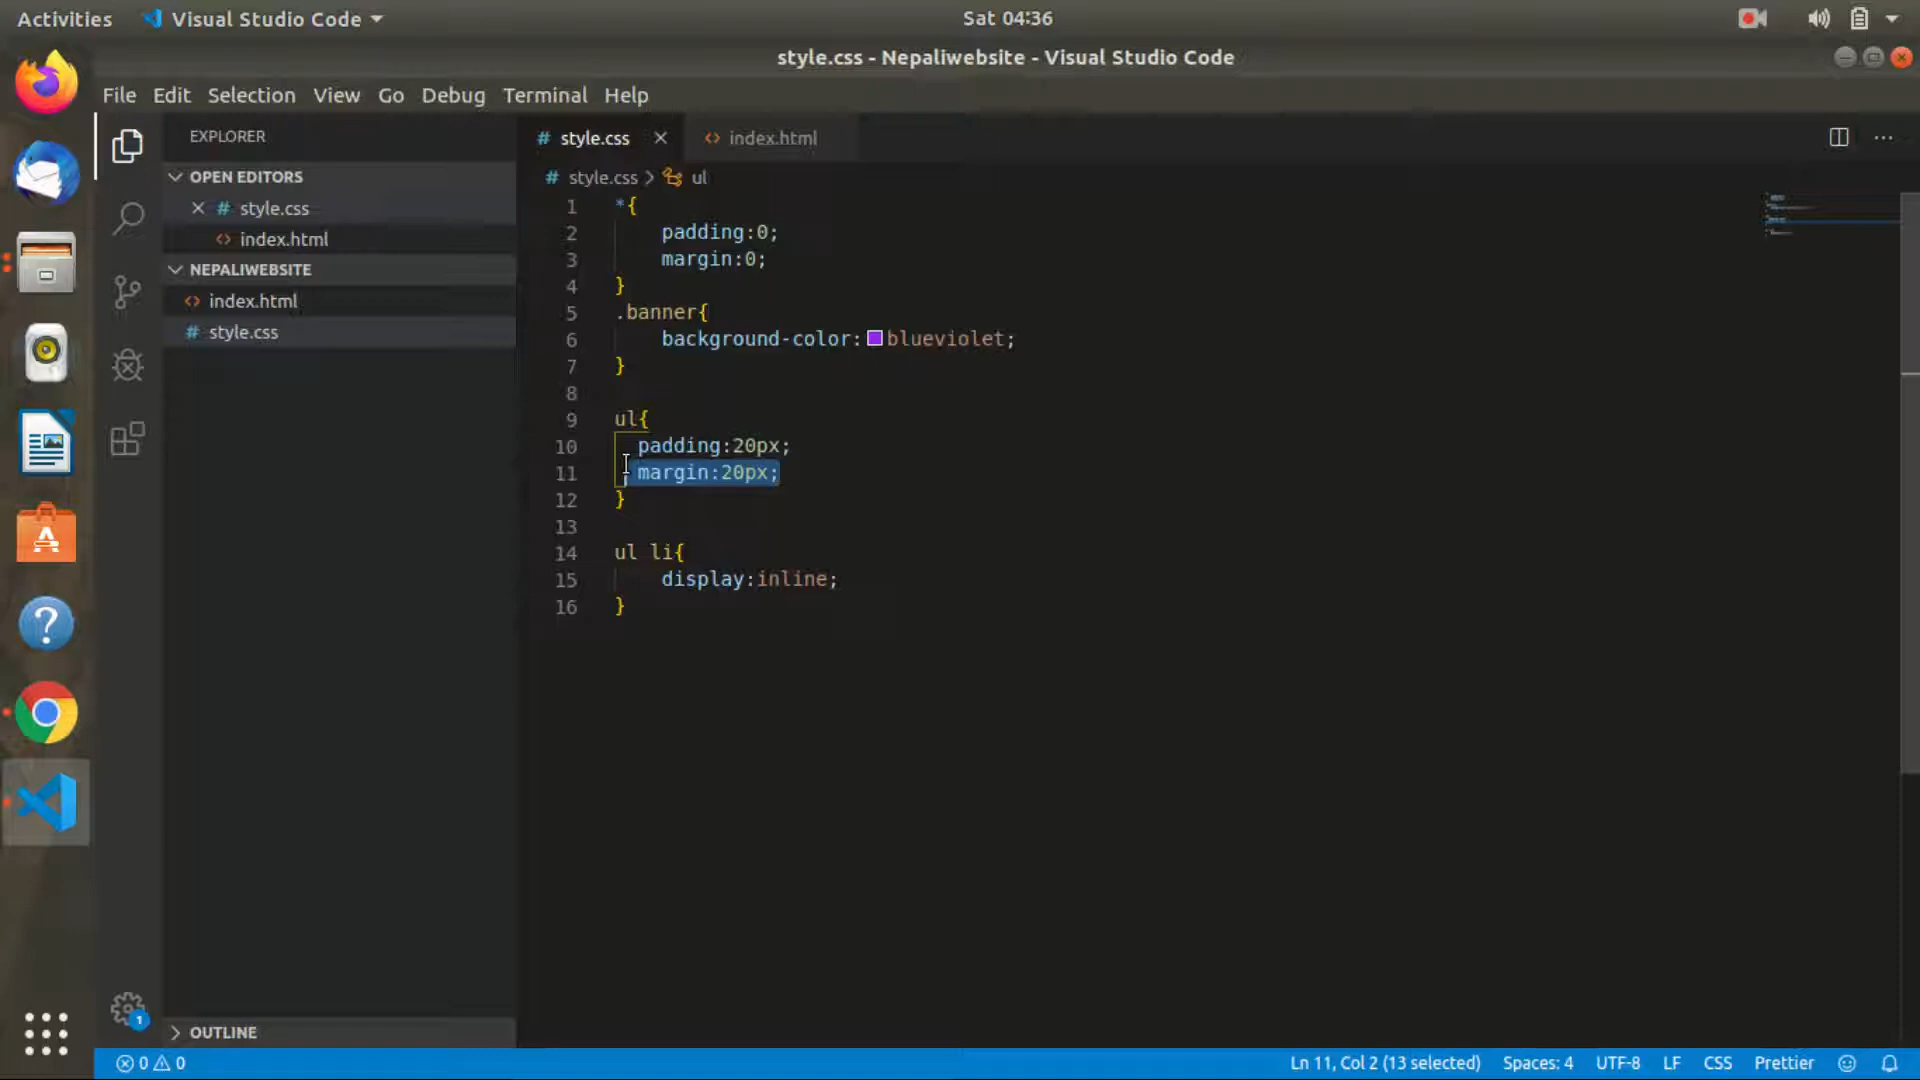 Activities
Visual Studio Code
Sat 04:36
style.css - Nepaliwebsite - Visual Studio Code
File Edit Selection View Go Debug Terminal Help
EXPLORER
OPEN EDITORS
# style.css
<> index.html
NEPALIWEBSITE
<> index.html
# style.css
OUTLINE
# style.css
<> index.html
# style.css > ul
1 *{
2 padding:0;
3 margin:0;
4 }
5 .banner{
6 background-color: blueviolet;
7 }
8
9 ul{
10 padding:20px;
11 margin:20px;
12 }
13
14 ul li{
15 display:inline;
16 }
1
0 0
Ln 11, Col 2 (13 selected)
Spaces: 4
UTF-8
LF
CSS
Prettier